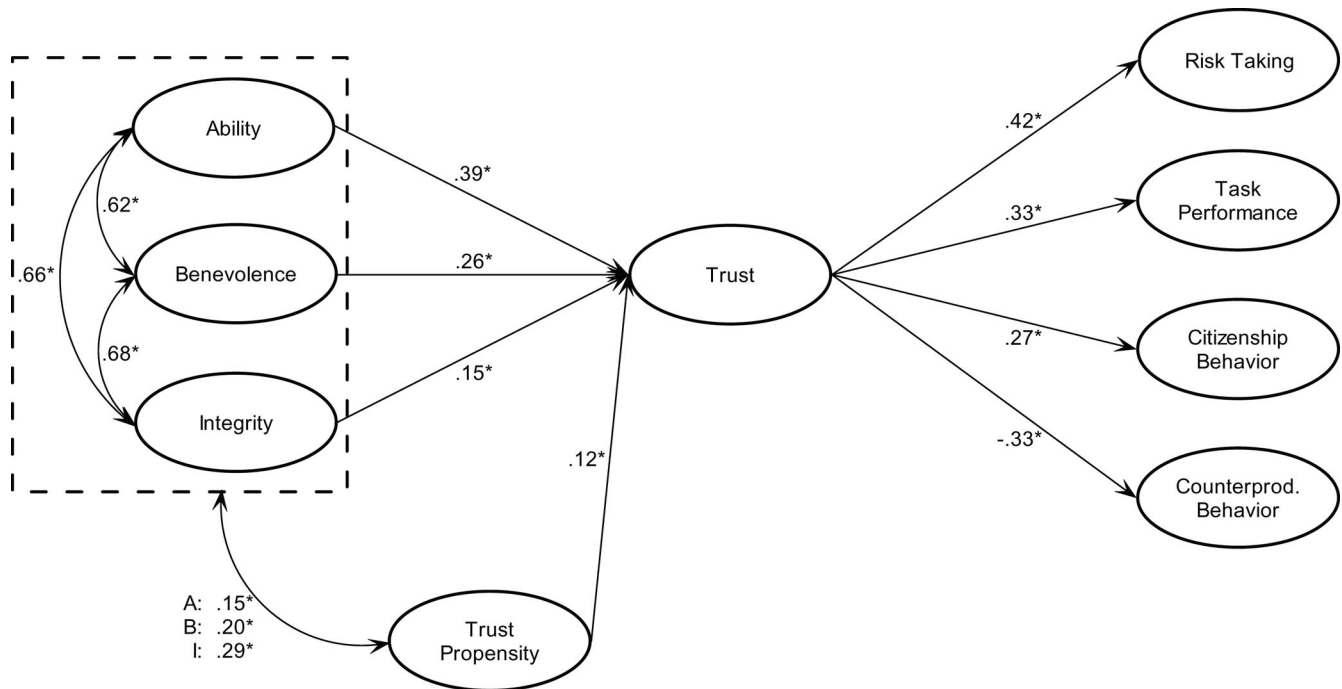 Ability
Benevolence
Integrity
.62*
.66*
.68*
.39*
.26*
.15*
.12*
A: .15*
B: .20*
I: .29*
Trust
Propensity
Trust
.42*
.33*
.27*
-.33*
Risk Taking
Task
Performance
Citizenship
Behavior
Counterprod.
Behavior